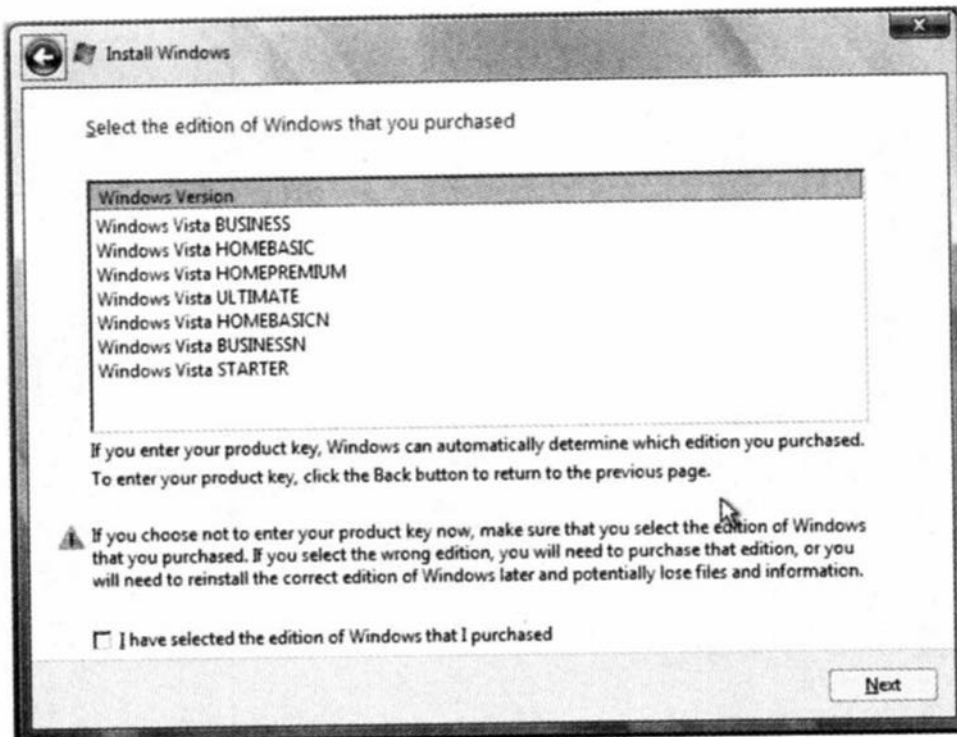 Install Windows
Select the edition of Windows that you purchased
Windows Version
Windows Vista BUSINESS
Windows Vista HOMEBASIC
Windows Vista HOMEPREMIUM
Windows Vista ULTIMATE
Windows Vista HOMEBASICN
Windows Vista BUSINESSN
Windows Vista STARTER
If you enter your product key, Windows can automatically determine which edition you purchased.
To enter your product key, click the Back button to return to the previous page.
If you choose not to enter your product key now, make sure that you select the edition of Windows
that you purchased. If you select the wrong edition, you will need to purchase that edition, or you
will need to reinstall the correct edition of Windows later and potentially lose files and information.
I have selected the edition of Windows that I purchased
Next